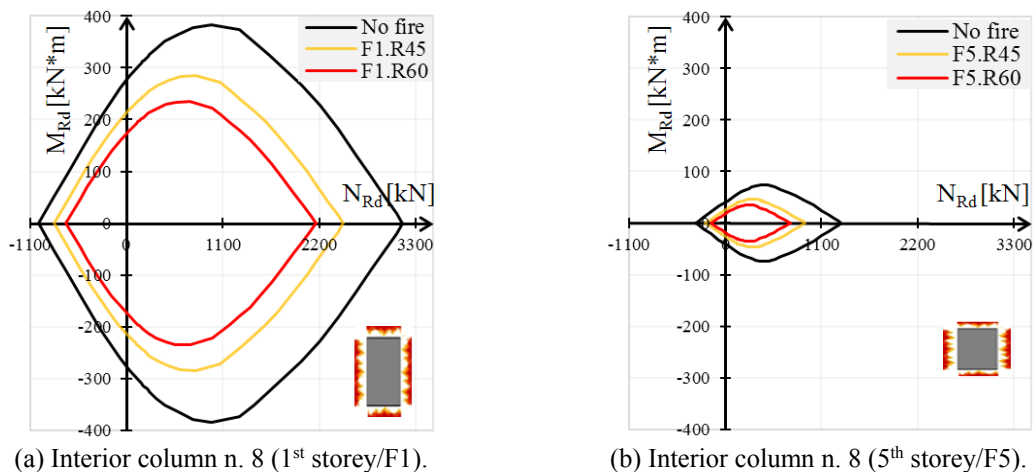 400
No fire
F1.R45
F1.R60
300
M_Rd [kN*m]
200
100
N_Rd [kN]
0
-1100 0 1100 2200 3300
-100
-200
-300
-400
(a) Interior column n. 8 (1st storey/F1).
400
No fire
F5.R45
F5.R60
300
M_Rd [kN*m]
200
100
N_Rd [kN]
0
-1100 0 1100 2200 3300
-100
-200
-300
-400
(b) Interior column n. 8 (5th storey/F5).